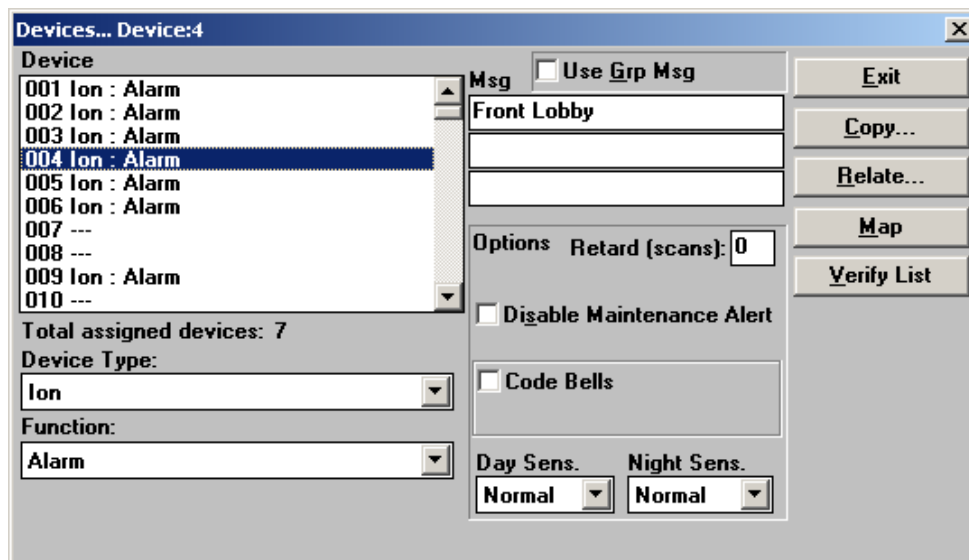 Devices... Device:4
Device
001 Ion : Alarm
002 Ion : Alarm
003 Ion : Alarm
004 Ion : Alarm
005 Ion : Alarm
006 Ion : Alarm
007 ---
008 ---
009 Ion : Alarm
010 ---
Total assigned devices: 7
Device Type:
Ion
Function:
Alarm
Msg
Use Grp Msg
Front Lobby
Options
Retard (scans): 0
Disable Maintenance Alert
Code Bells
Day Sens. Night Sens.
Normal Normal
Exit
Copy...
Relate...
Map
Verify List